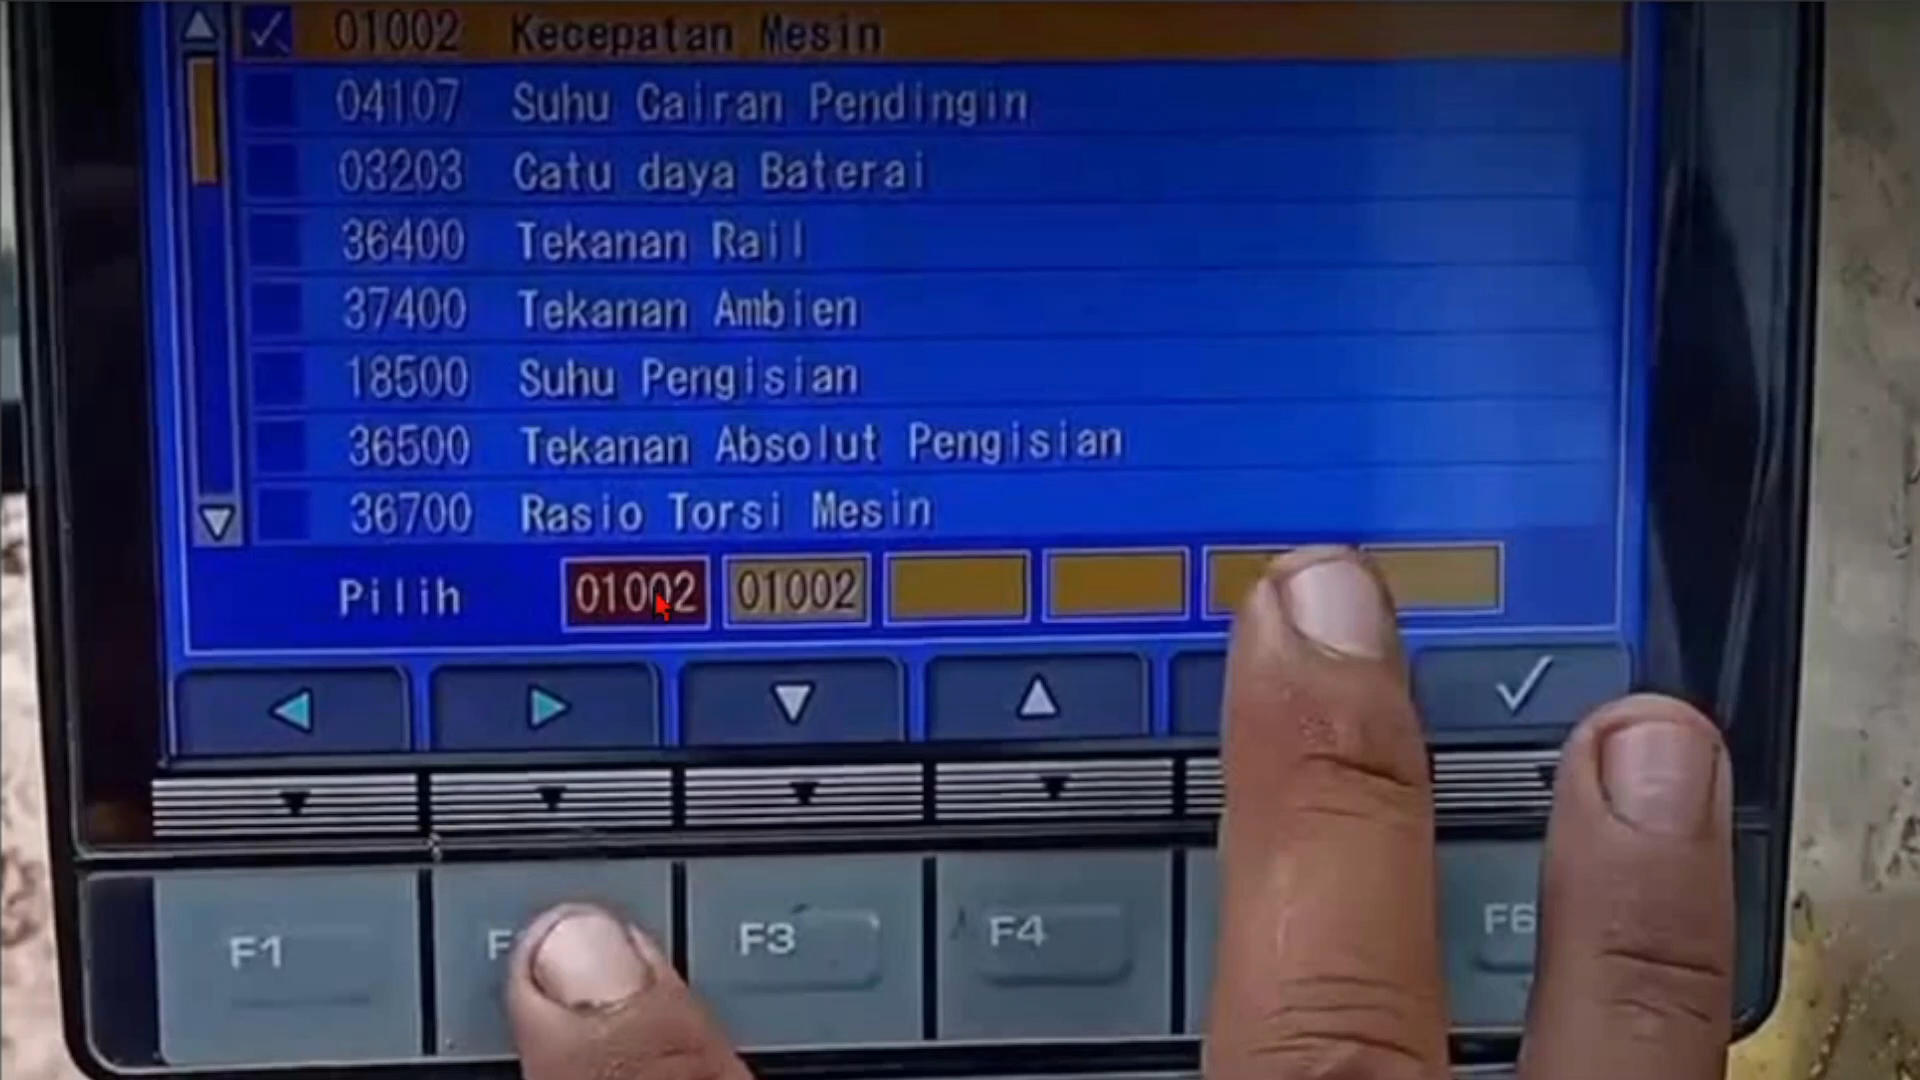 01002 Kecepatan Mesin
04107 Suhu Cairan Pendingin
03203 Catu daya Baterai
36400 Tekanan Rail
37400 Tekanan Ambien
18500 Suhu Pengisian
36500 Tekanan Absolut Pengisian
36700 Rasio Torsi Mesin
Pilih 01002 01002
F1 F3 F4 F6